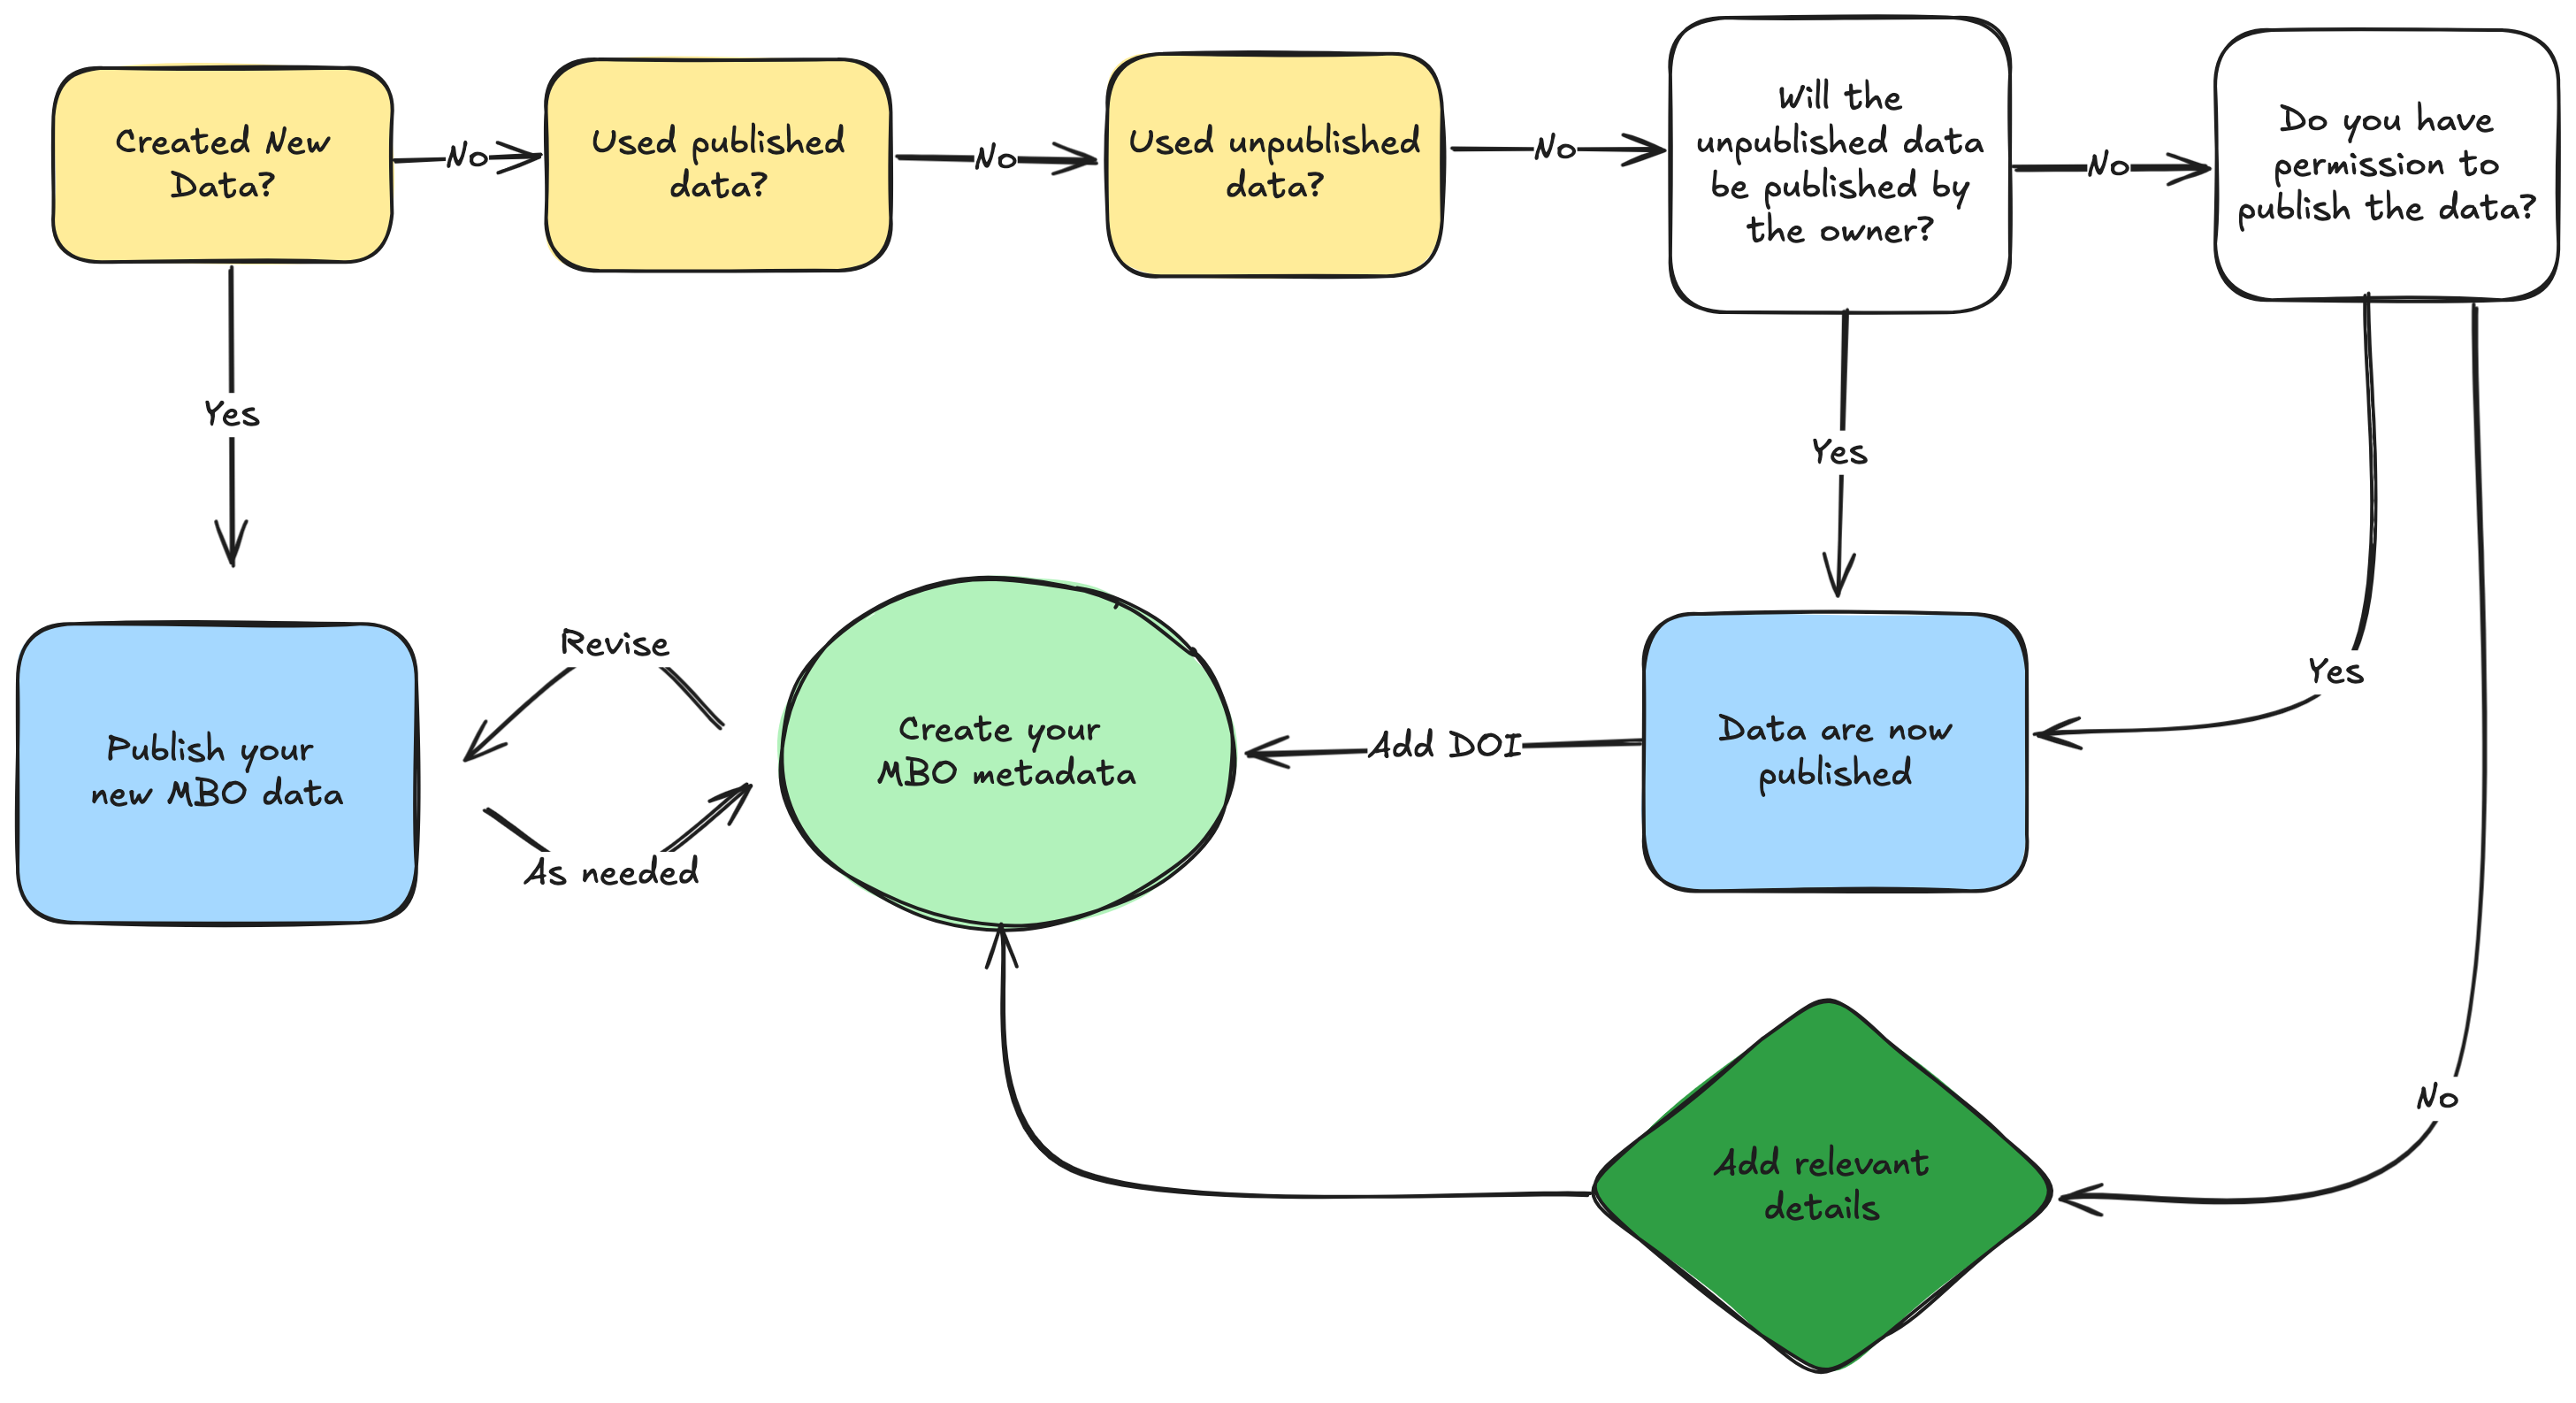 Created New
Data?
No
Used published
data?
No
Used unpublished
data?
No
Will the
unpublished data
be published by
the owner?
No
Do you have
permission to
publish the data?
Yes
Yes
Yes
No
Publish your
new MBO data
Revise
As needed
Create your
MBO metadata
Add DOI
Data are now
published
Add relevant
details